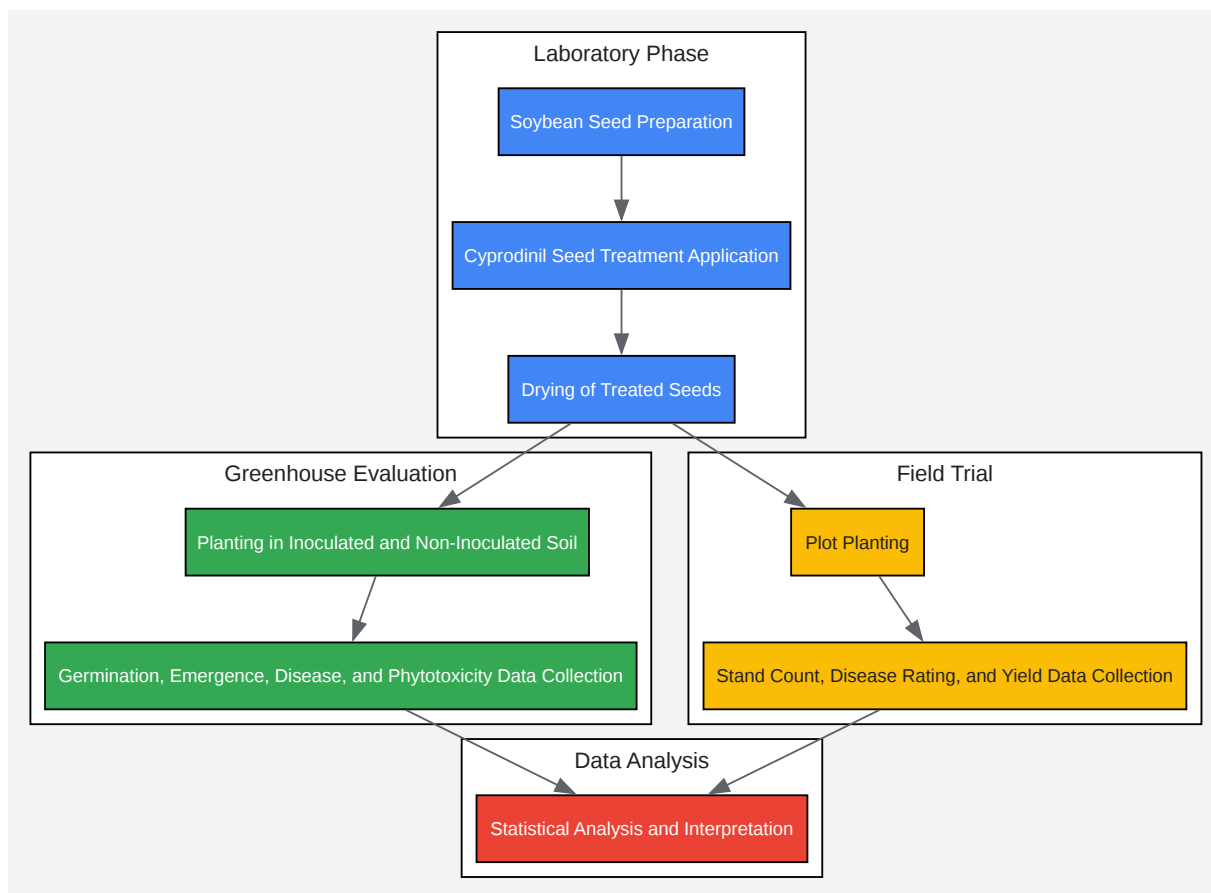 Laboratory Phase
Soybean Seed Preparation
Cyprodinil Seed Treatment Application
Drying of Treated Seeds
Greenhouse Evaluation
Planting in Inoculated and Non-Inoculated Soil
Germination, Emergence, Disease, and Phytotoxicity Data Collection
Field Trial
Plot Planting
Stand Count, Disease Rating, and Yield Data Collection
Data Analysis
Statistical Analysis and Interpretation